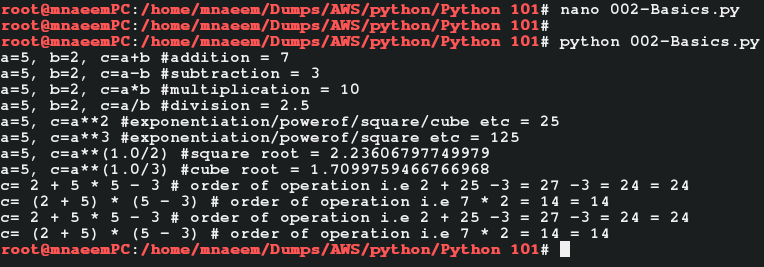 root@mnaeemPC:/home/mnaeem/Dumps/AWS/python/Python 101# nano 002-Basics.py
root@mnaeemPC:/home/mnaeem/Dumps/AWS/python/Python 101#
root@mnaeemPC:/home/mnaeem/Dumps/AWS/python/Python 101# python 002-Basics.py
a=5, b=2, c=a+b #addition = 7
a=5, b=2, c=a-b #subtraction = 3
a=5, b=2, c=a*b #multiplication = 10
a=5, b=2, c=a/b #division = 2.5
a=5, c=a**2 #exponentiation/powerof/square/cube etc = 25
a=5, c=a**3 #exponentiation/powerof/square etc = 125
a=5, c=a**(1.0/2) #square root = 2.23606797749979
a=5, c=a**(1.0/3) #cube root = 1.7099759466766968
c= 2 + 5 * 5 - 3 # order of operation i.e 2 + 25 -3 = 27 -3 = 24 = 24
c= (2 + 5) * (5 - 3) # order of operation i.e 7 * 2 = 14 = 14
c= 2 + 5 * 5 - 3 # order of operation i.e 2 + 25 -3 = 27 -3 = 24 = 24
c= (2 + 5) * (5 - 3) # order of operation i.e 7 * 2 = 14 = 14
root@mnaeemPC:/home/mnaeem/Dumps/AWS/python/Python 101#